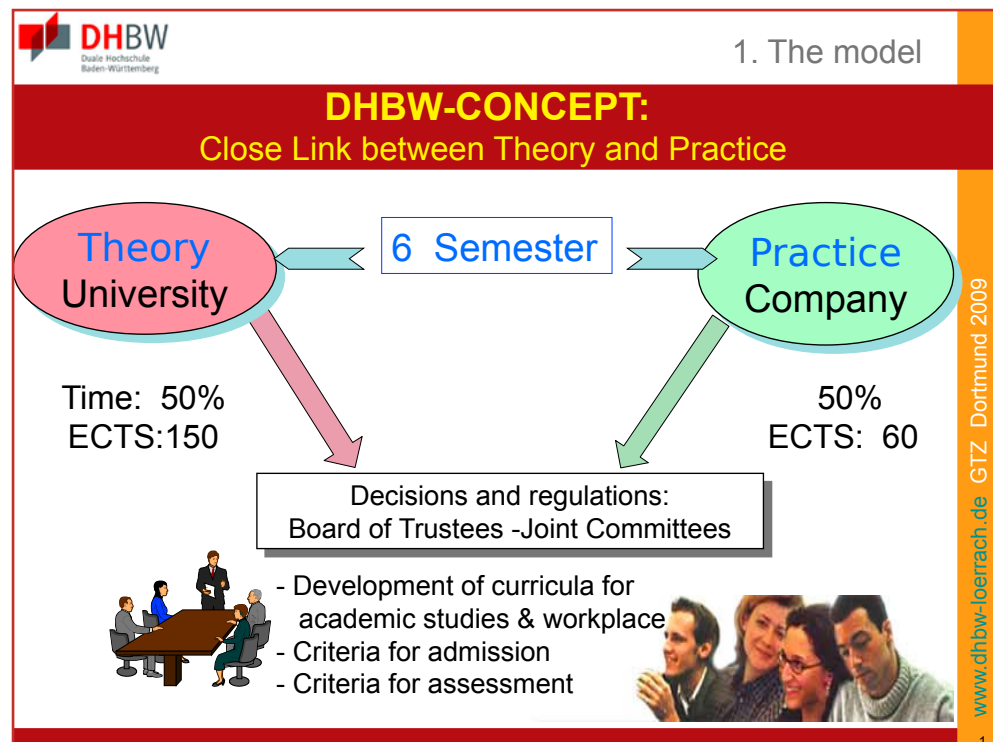 DHBW
Duale Hochschule
Baden-Württemberg
1. The model
DHBW-CONCEPT:
Close Link between Theory and Practice
Theory
University
6 Semester
Practice
Company
Time: 50%
ECTS:150
50%
ECTS: 60
Decisions and regulations:
Board of Trustees -Joint Committees
- Development of curricula for
academic studies & workplace
- Criteria for admission
- Criteria for assessment
www.dhbw-loerrach.de GTZ Dortmund 2009
1